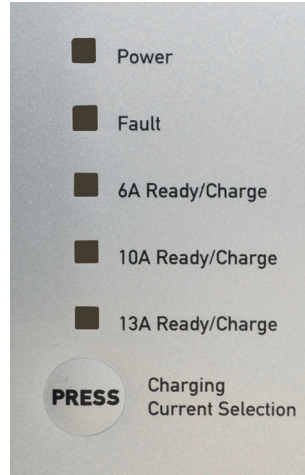 Power
Fault
6A Ready/Charge
10A Ready/Charge
13A Ready/Charge
PRESS
Charging
Current Selection